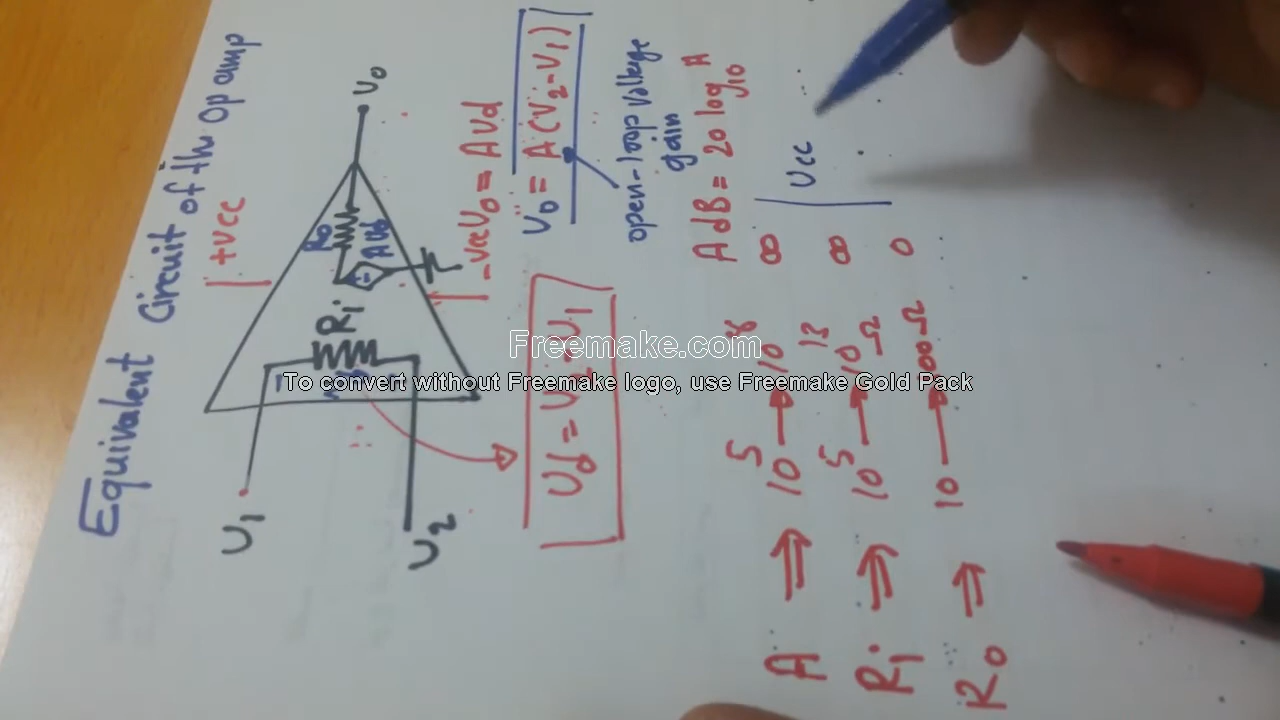 Equivalent Circuit of the Op amp
+VCC
V1
V2
Ri
Ro
AVd
Vo
-VCC
Vd = V2 - V1
Vo = AVd
Vo = A(V2-V1)
open-loop voltage
gain
AdB = 20 log10 A
A ⇒ 10^5 → 10^8 ∞
Ri ⇒ 10^5 → 10^13 Ω ∞
Ro ⇒ 10 → 100 Ω 0
VCC
Freemake.com
To convert without Freemake logo, use Freemake Gold Pack